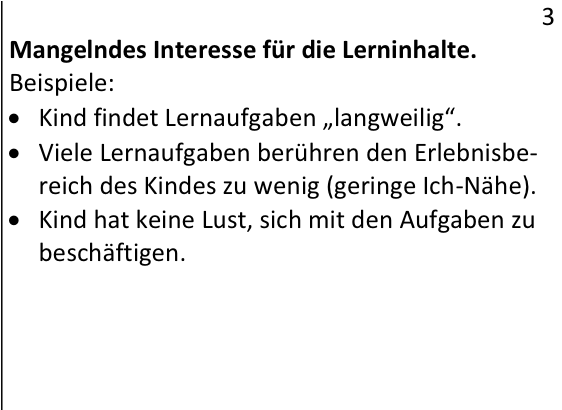 3
Mangelndes Interesse für die Lerninhalte.
Beispiele:
• Kind findet Lernaufgaben „langweilig“.
• Viele Lernaufgaben berühren den Erlebnisbe-
reich des Kindes zu wenig (geringe Ich-Nähe).
• Kind hat keine Lust, sich mit den Aufgaben zu
beschäftigen.